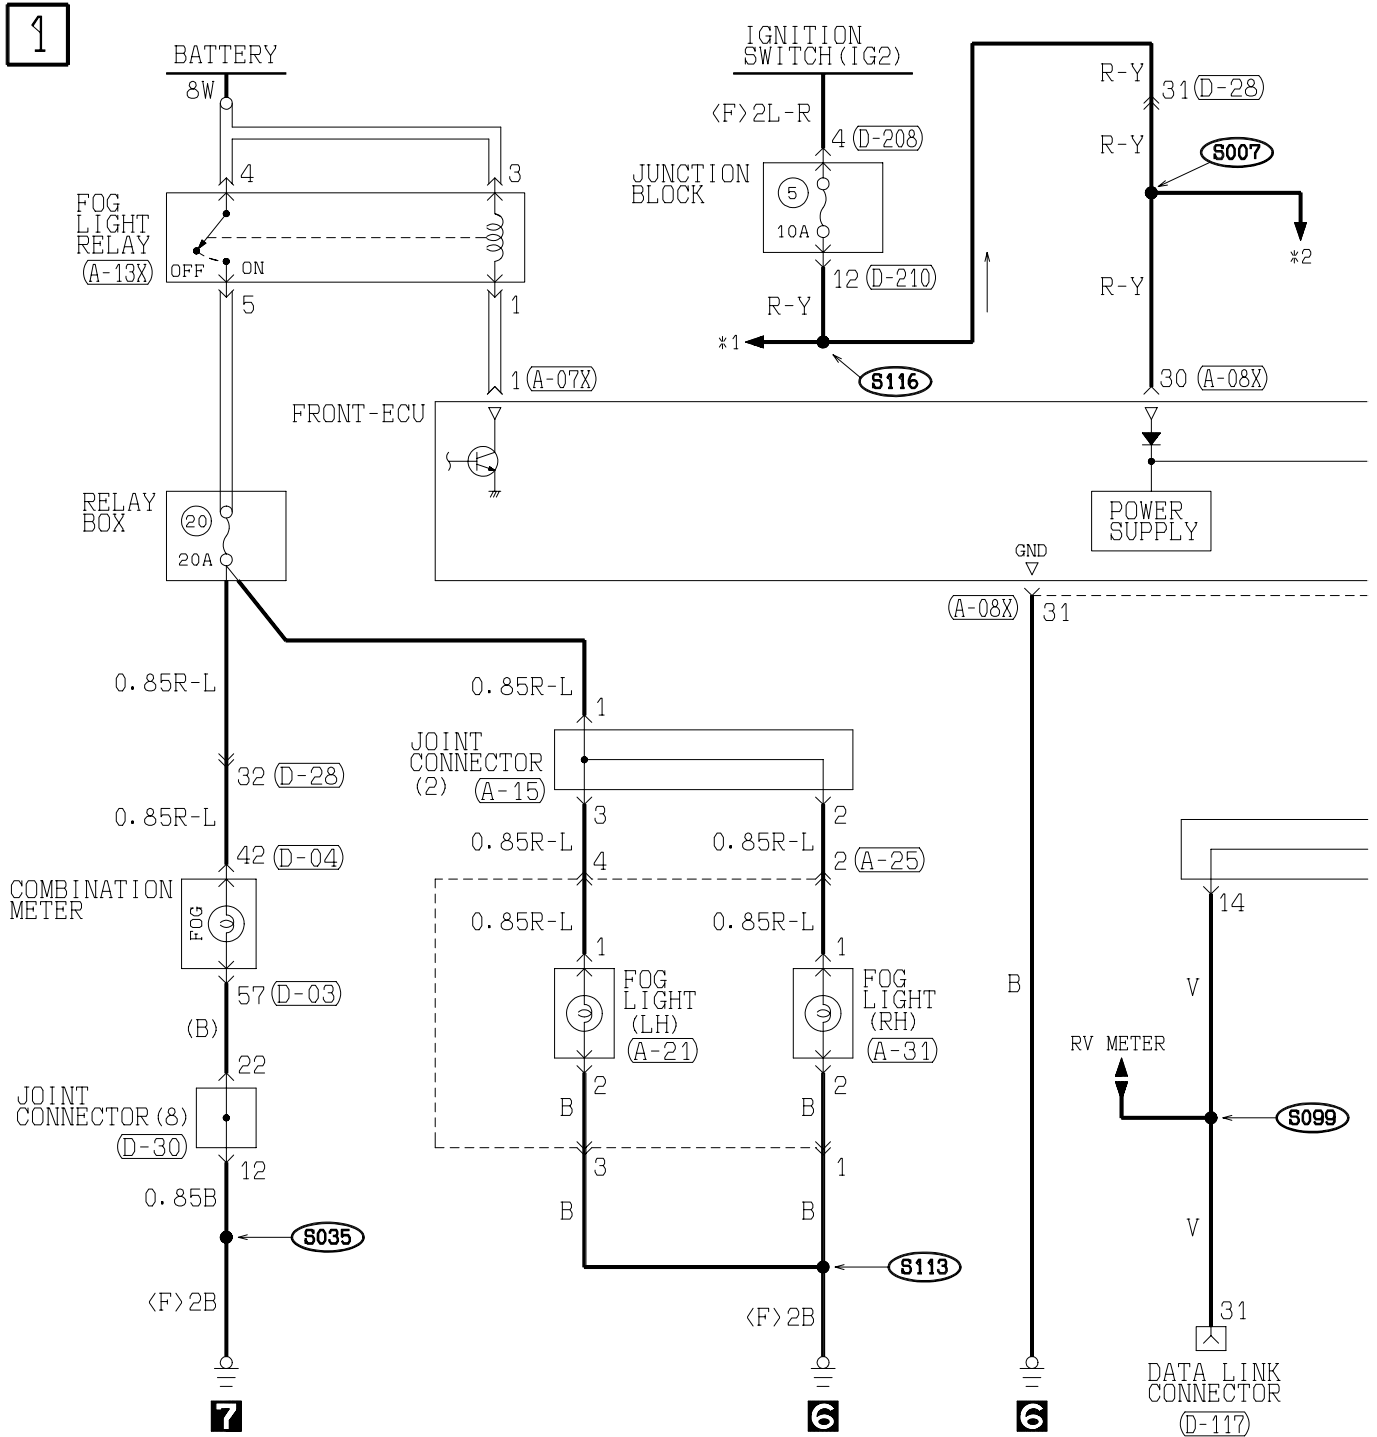 1
BATTERY
8W
IGNITION
SWITCH(IG2)
<F>2L-R
4 (D-208)
R-Y
31 (D-28)
R-Y
S007
4
3
FOG
LIGHT
RELAY
(A-13X)
OFF
ON
JUNCTION
BLOCK
5
10A
12 (D-210)
R-Y
R-Y
*2
5
1
*1
S116
1 (A-07X)
30 (A-08X)
FRONT-ECU
RELAY
BOX
20
20A
POWER
SUPPLY
GND
(A-08X)
31
0.85R-L
0.85R-L
1
JOINT
CONNECTOR
(2)
(A-15)
32 (D-28)
3
2
0.85R-L
0.85R-L
0.85R-L
4
2 (A-25)
42 (D-04)
COMBINATION
METER
FOG
14
0.85R-L
0.85R-L
1
1
57 (D-03)
FOG
LIGHT
(LH)
(A-21)
FOG
LIGHT
(RH)
(A-31)
B
V
(B)
RV METER
22
2
2
JOINT
CONNECTOR(8)
(D-30)
B
B
S099
12
3
1
0.85B
B
B
V
S035
S113
<F>2B
<F>2B
31
DATA LINK
CONNECTOR
(D-117)
7
6
6